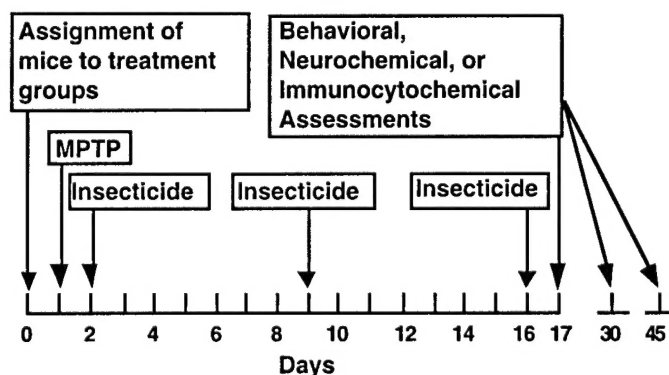 Assignment of
mice to treatment
groups
Behavioral,
Neurochemical, or
Immunocytochemical
Assessments
MPTP
Insecticide Insecticide Insecticide
0 2 4 6 8 10 12 14 16 17 30 45
Days